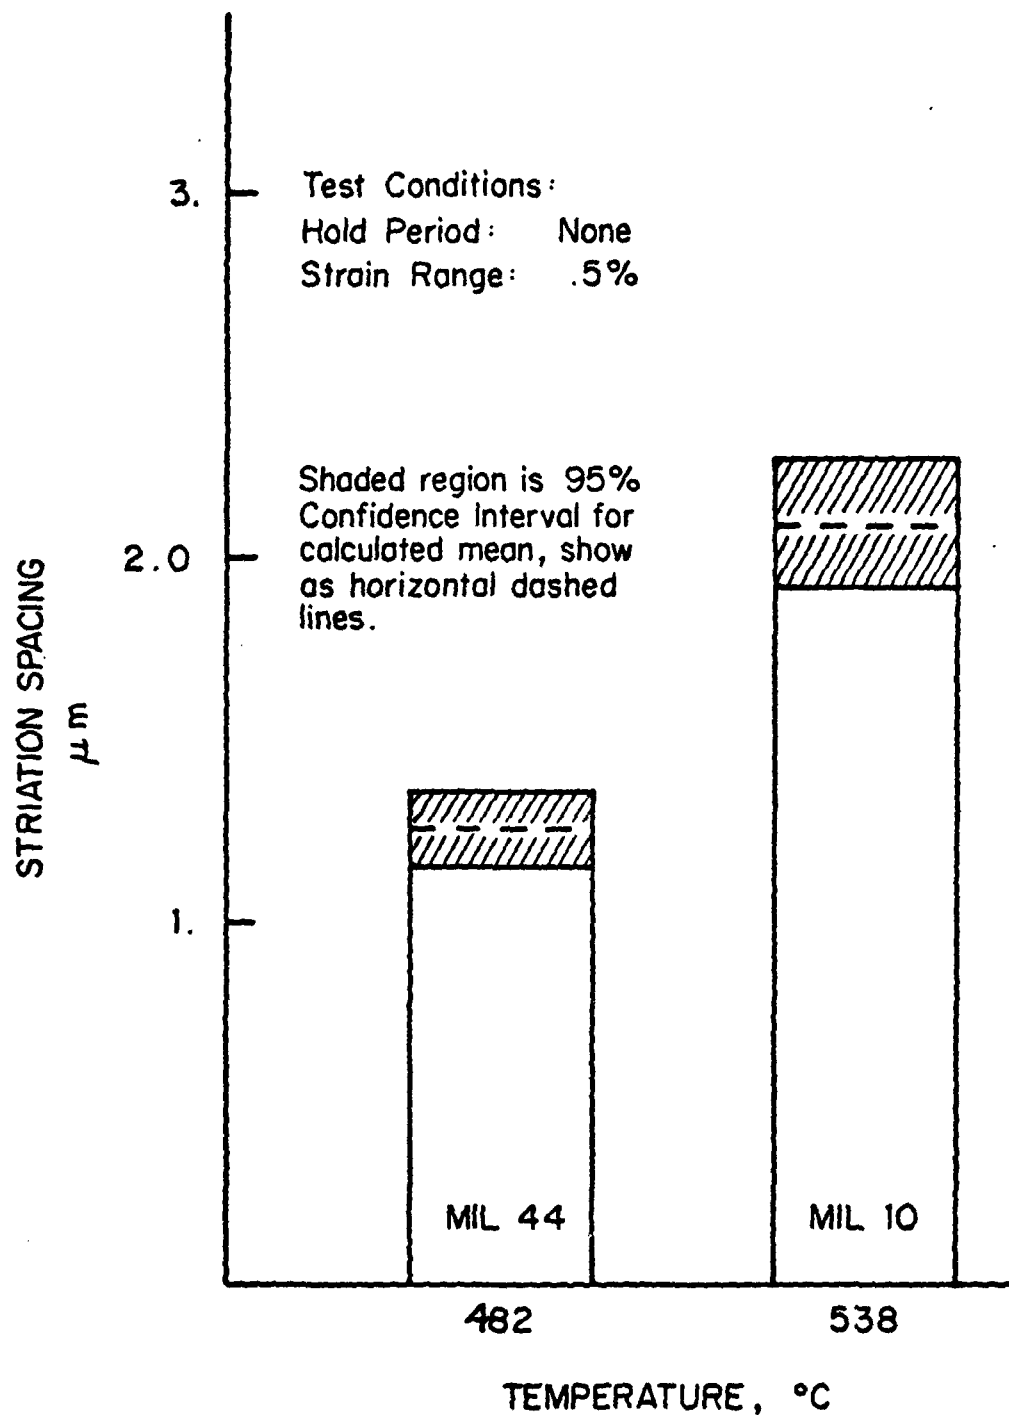 3.
Test Conditions:
Hold Period: None
Strain Range: .5%
Shaded region is 95%
Confidence Interval for
calculated mean, show
as horizontal dashed
lines.
2.0
1.
STRIATION SPACING
μm
MIL 44
MIL 10
482
538
TEMPERATURE, °C